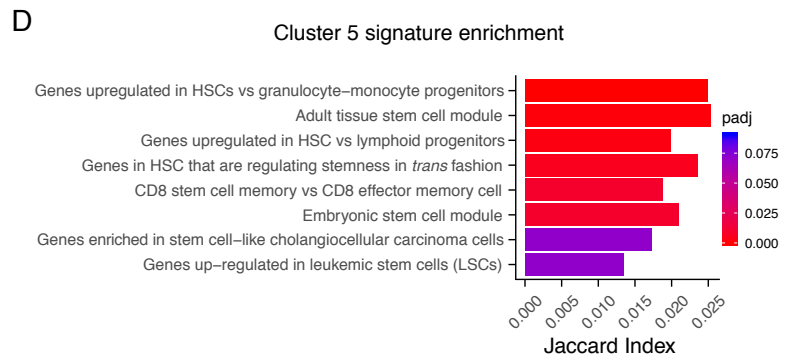 D
Cluster 5 signature enrichment
Genes upregulated in HSCs vs granulocyte−monocyte progenitors
Adult tissue stem cell module
Genes upregulated in HSC vs lymphoid progenitors
Genes in HSC that are regulating stemness in trans fashion
CD8 stem cell memory vs CD8 effector memory cell
Embryonic stem cell module
Genes enriched in stem cell−like cholangiocellular carcinoma cells
Genes up−regulated in leukemic stem cells (LSCs)
0.000
0.005
0.010
0.015
0.020
0.025
Jaccard Index
padj
0.075
0.050
0.025
0.000